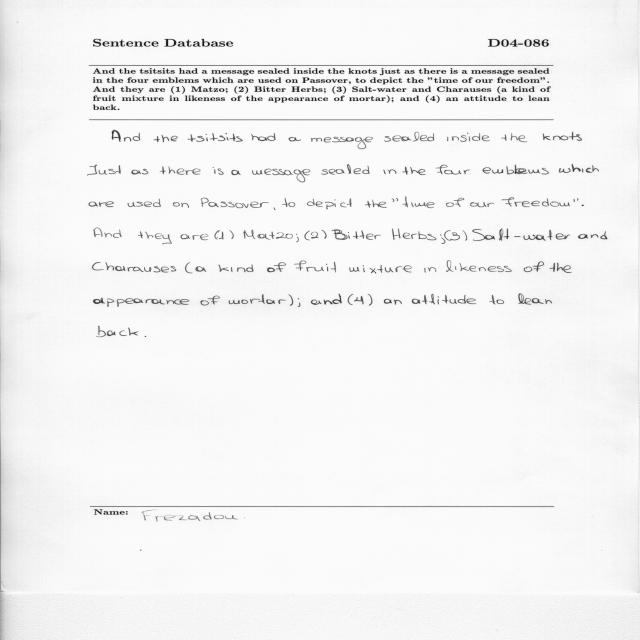 Sentence Database D04-086
And the tsitsits had a message sealed inside the knots just as there is a message sealed
in the four emblems which are used on Passover, to depict the "time of our freedom".
And they are (1) Matzo; (2) Bitter Herbs; (3) Salt-water and Charauses (a kind of
fruit mixture in likeness of the appearance of mortar); and (4) an attitude to lean
back.
And the tsitsits had a message sealed inside the knots
Just as there is a message sealed in the four emblems which
are used on Passover, to depict the "time of our freedom".
And they are (1) Matzo; (2) Bitter Herbs; (3) Salt-water and
Charauses (a kind of fruit mixture in likeness of the
appearance of mortar); and (4) an attitude to lean
back.
Name: Frezadou